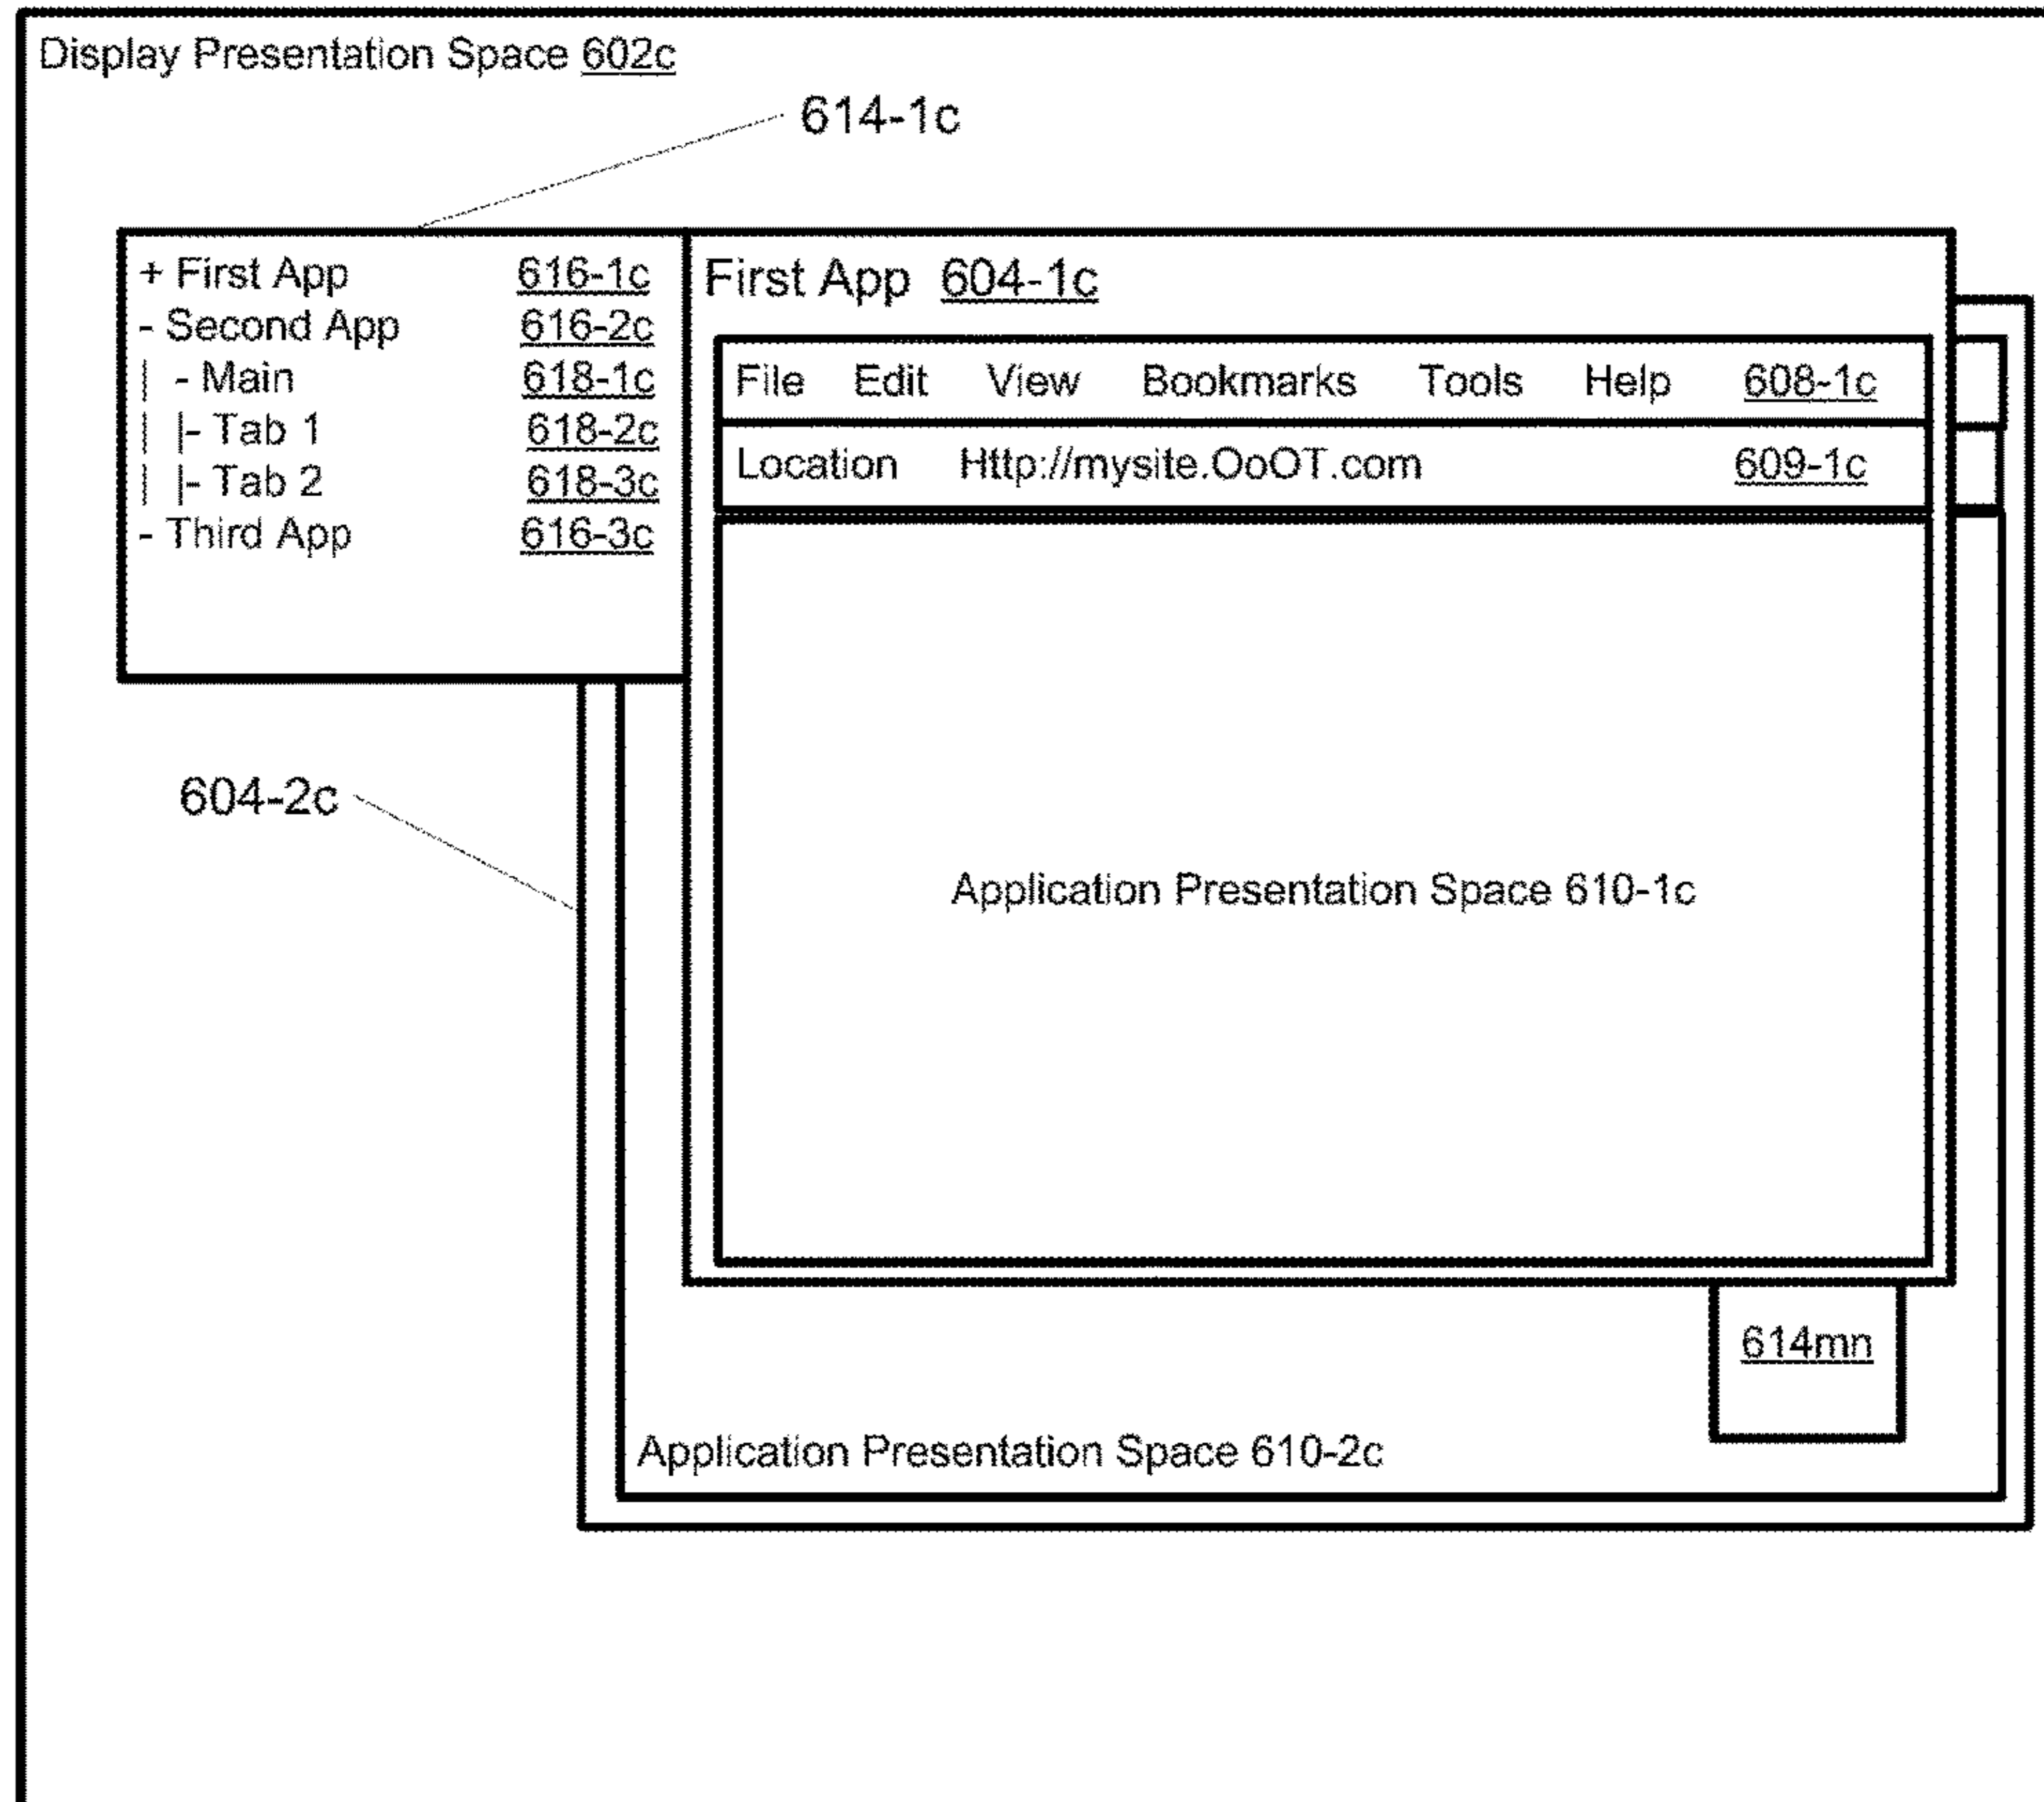 Display Presentation Space 602c
614-1c
+ First App 616-1c
- Second App 616-2c
| - Main 618-1c
| |- Tab 1 618-2c
| |- Tab 2 618-3c
- Third App 616-3c
First App 604-1c
File Edit View Bookmarks Tools Help 608-1c
Location Http://mysite.OoOT.com 609-1c
604-2c
Application Presentation Space 610-1c
614mn
Application Presentation Space 610-2c